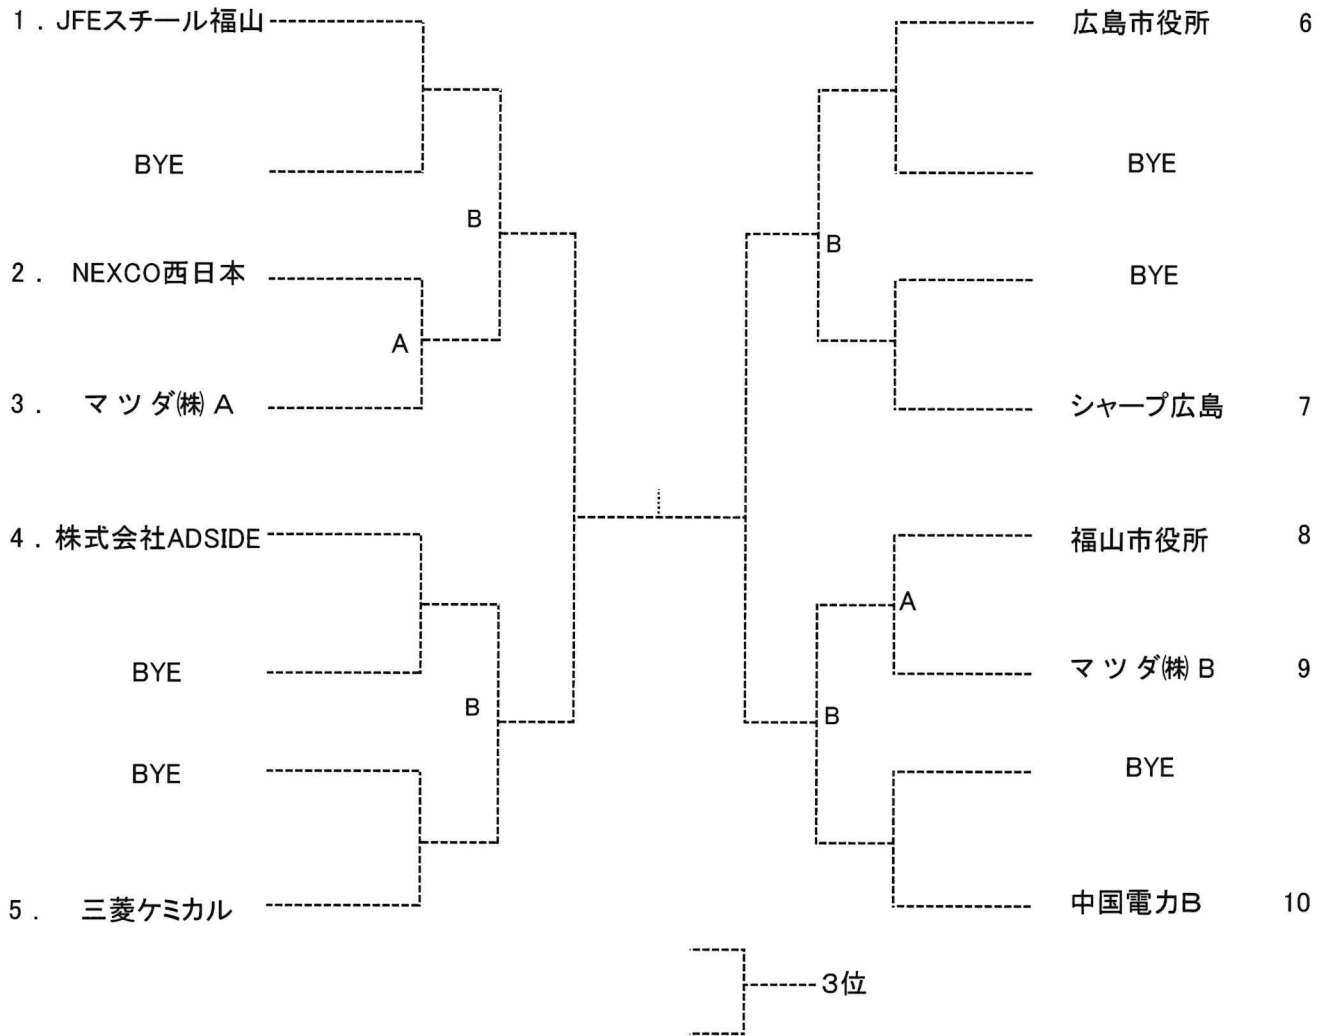 1．JFEスチール福山
BYE
B
2． NEXCO西日本
A
3． マ ツ ダ㈱ A
4．株式会社ADSIDE
BYE
B
BYE
5． 三菱ケミカル
広島市役所 6
BYE
B
BYE
シャープ広島 7
福山市役所 8
A
マ ツ ダ㈱ B 9
B
BYE
中国電力B 10
3位